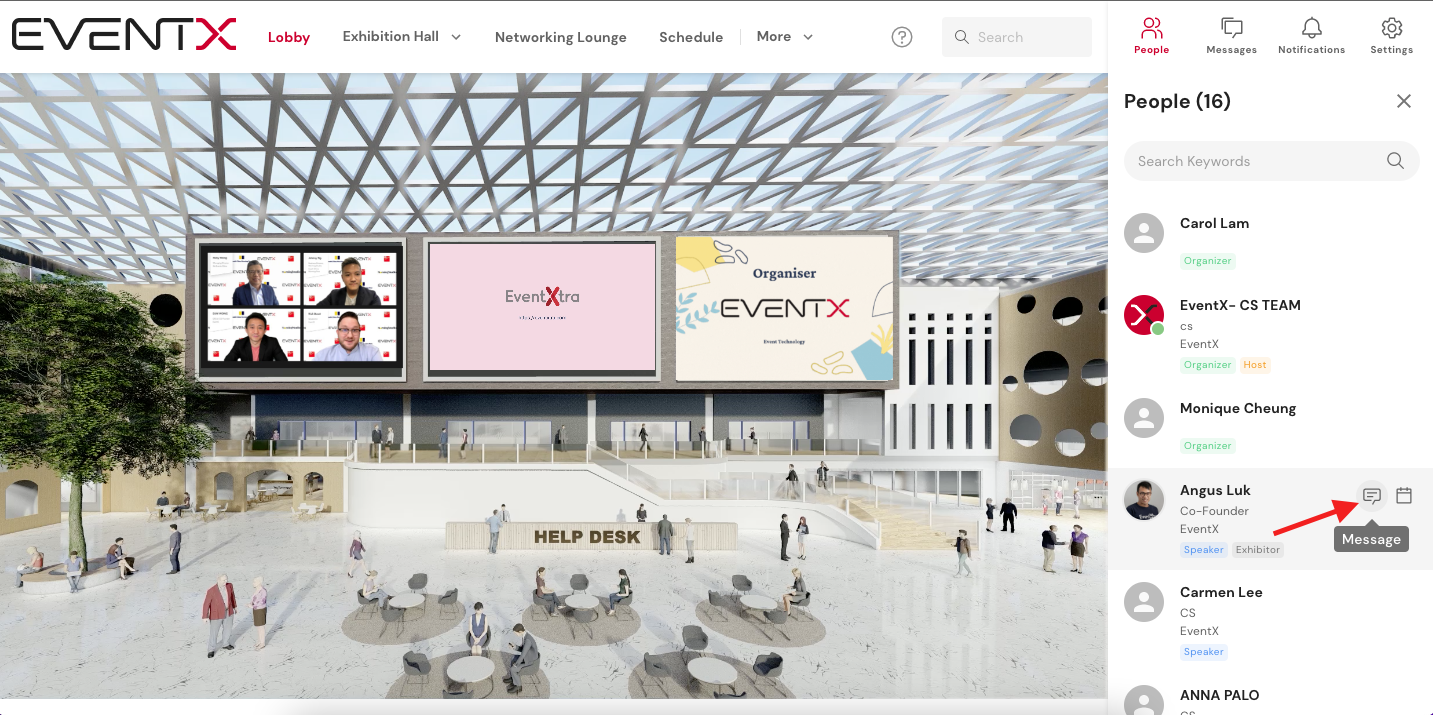 EVENTX
Lobby
Exhibition Hall
Networking Lounge
Schedule
More
Search
People
Messages
Notifications
Settings
People (16)
Search Keywords
Carol Lam
Organizer
EventX- CS TEAM
cs
EventX
Organizer Host
Monique Cheung
Organizer
Angus Luk
Co-Founder
EventX
Speaker Exhibitor
Message
Carmen Lee
CS
EventX
Speaker
ANNA PALO
CS
EventXtra
Organiser
EVENTX
Event Technology
HELP DESK